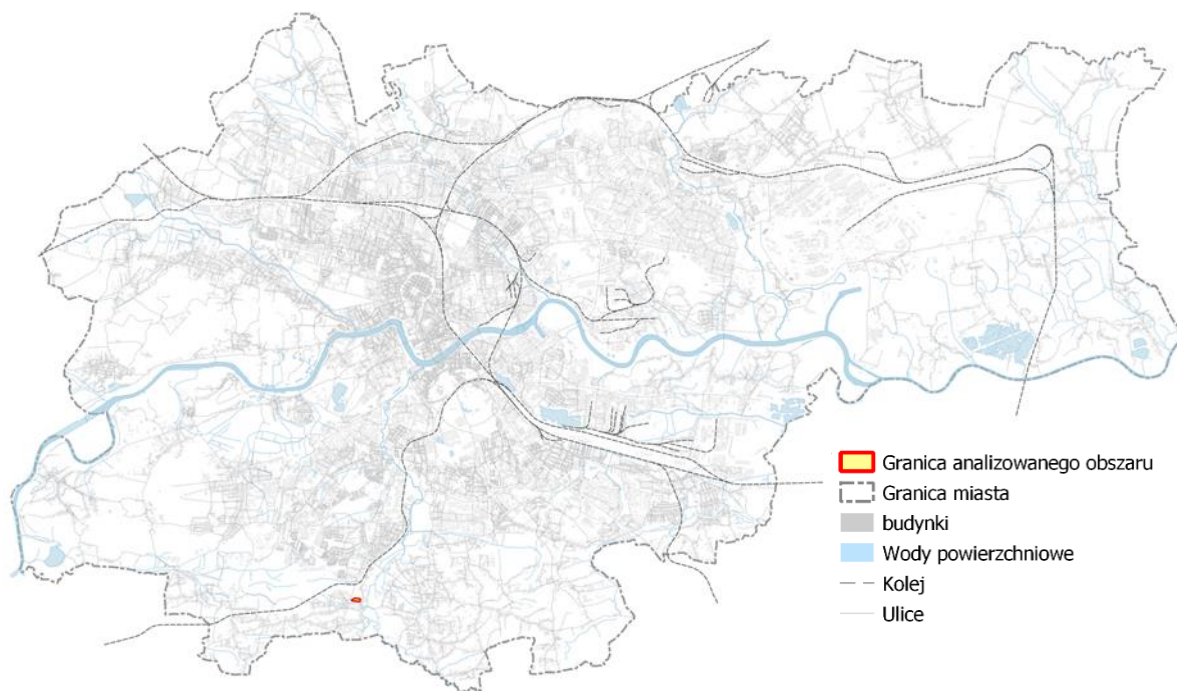 Granica analizowanego obszaru
Granica miasta
budynki
Wody powierzchniowe
Kolej
Ulice